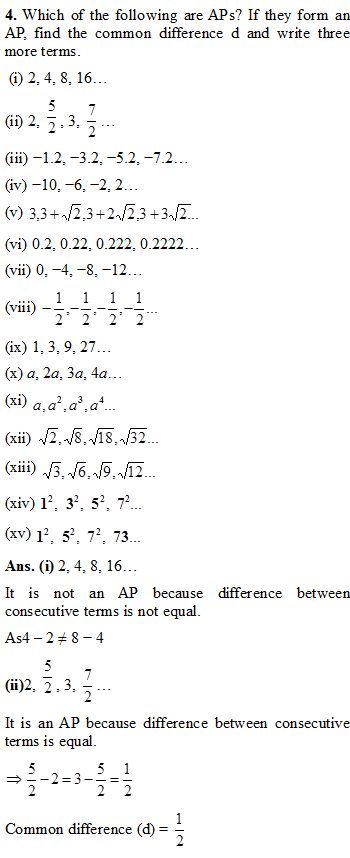 4. Which of the following are APs? If they form an
AP, find the common difference d and write three
more terms.
(i) 2, 4, 8, 16…
(ii) 2, 5/2, 3, 7/2 …
(iii) −1.2, −3.2, −5.2, −7.2…
(iv) −10, −6, −2, 2…
(v) 3,3+√2,3+2√2,3+3√2...
(vi) 0.2, 0.22, 0.222, 0.2222…
(vii) 0, −4, −8, −12…
(viii) −1/2,−1/2,−1/2,−1/2...
(ix) 1, 3, 9, 27…
(x) a, 2a, 3a, 4a…
(xi) a,a²,a³,a⁴...
(xii) √2,√8,√18,√32...
(xiii) √3,√6,√9,√12...
(xiv) 1², 3², 5², 7²...
(xv) 1², 5², 7², 73...
Ans. (i) 2, 4, 8, 16…
It is not an AP because difference between
consecutive terms is not equal.
As4 – 2 ≠ 8 – 4
(ii)2, 5/2, 3, 7/2 …
It is an AP because difference between consecutive
terms is equal.
⇒ 5/2−2=3−5/2=1/2
Common difference (d) = 1/2